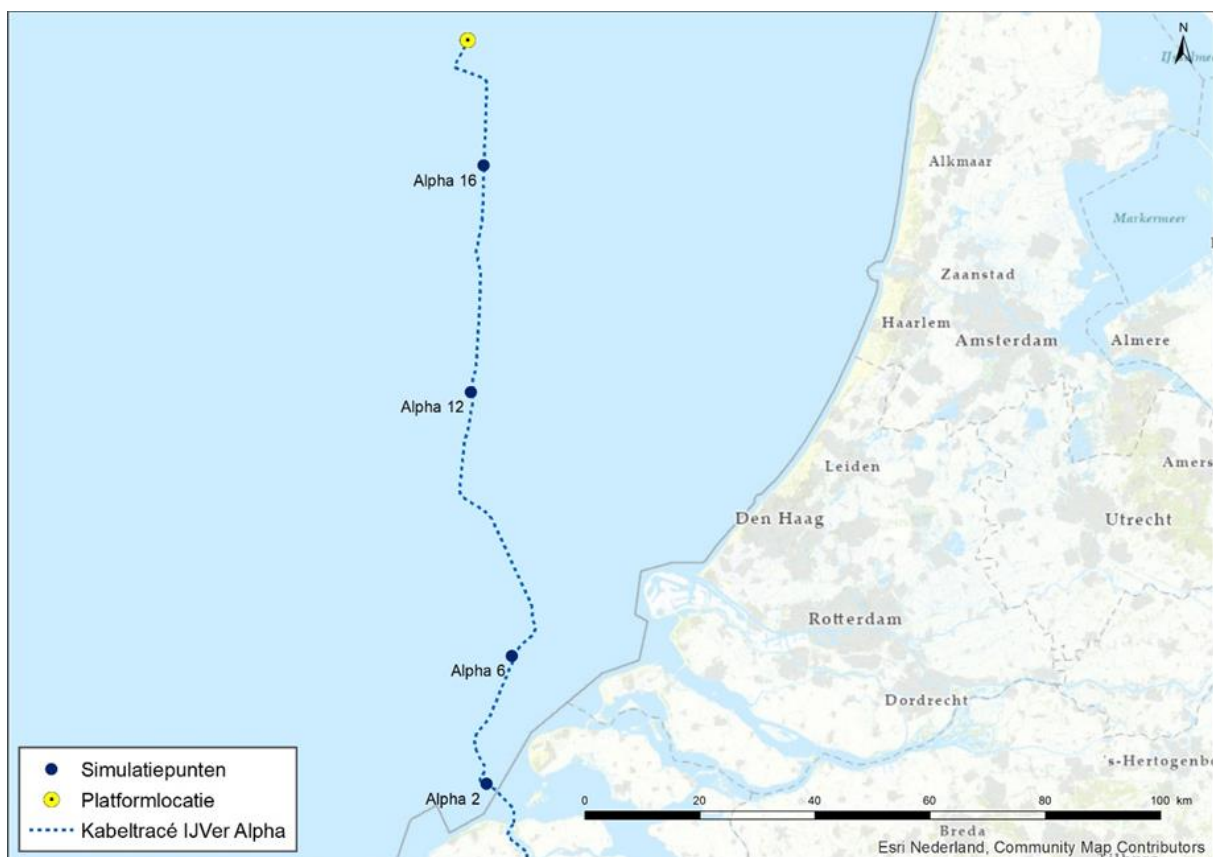 N
IJsselmeer
Alpha 16
Alkmaar
Markermeer
Zaanstad
Haarlem
Amsterdam
Almere
Alpha 12
Leiden
Amers
Den Haag
Utrecht
Rotterdam
Alpha 6
Dordrecht
's-Hertogenbo
Simulatiepunten
Platformlocatie
Kabeltracé IJVer Alpha
Alpha 2
0 20 40 60 80 100 km
Breda
Esri Nederland, Community Map Contributors